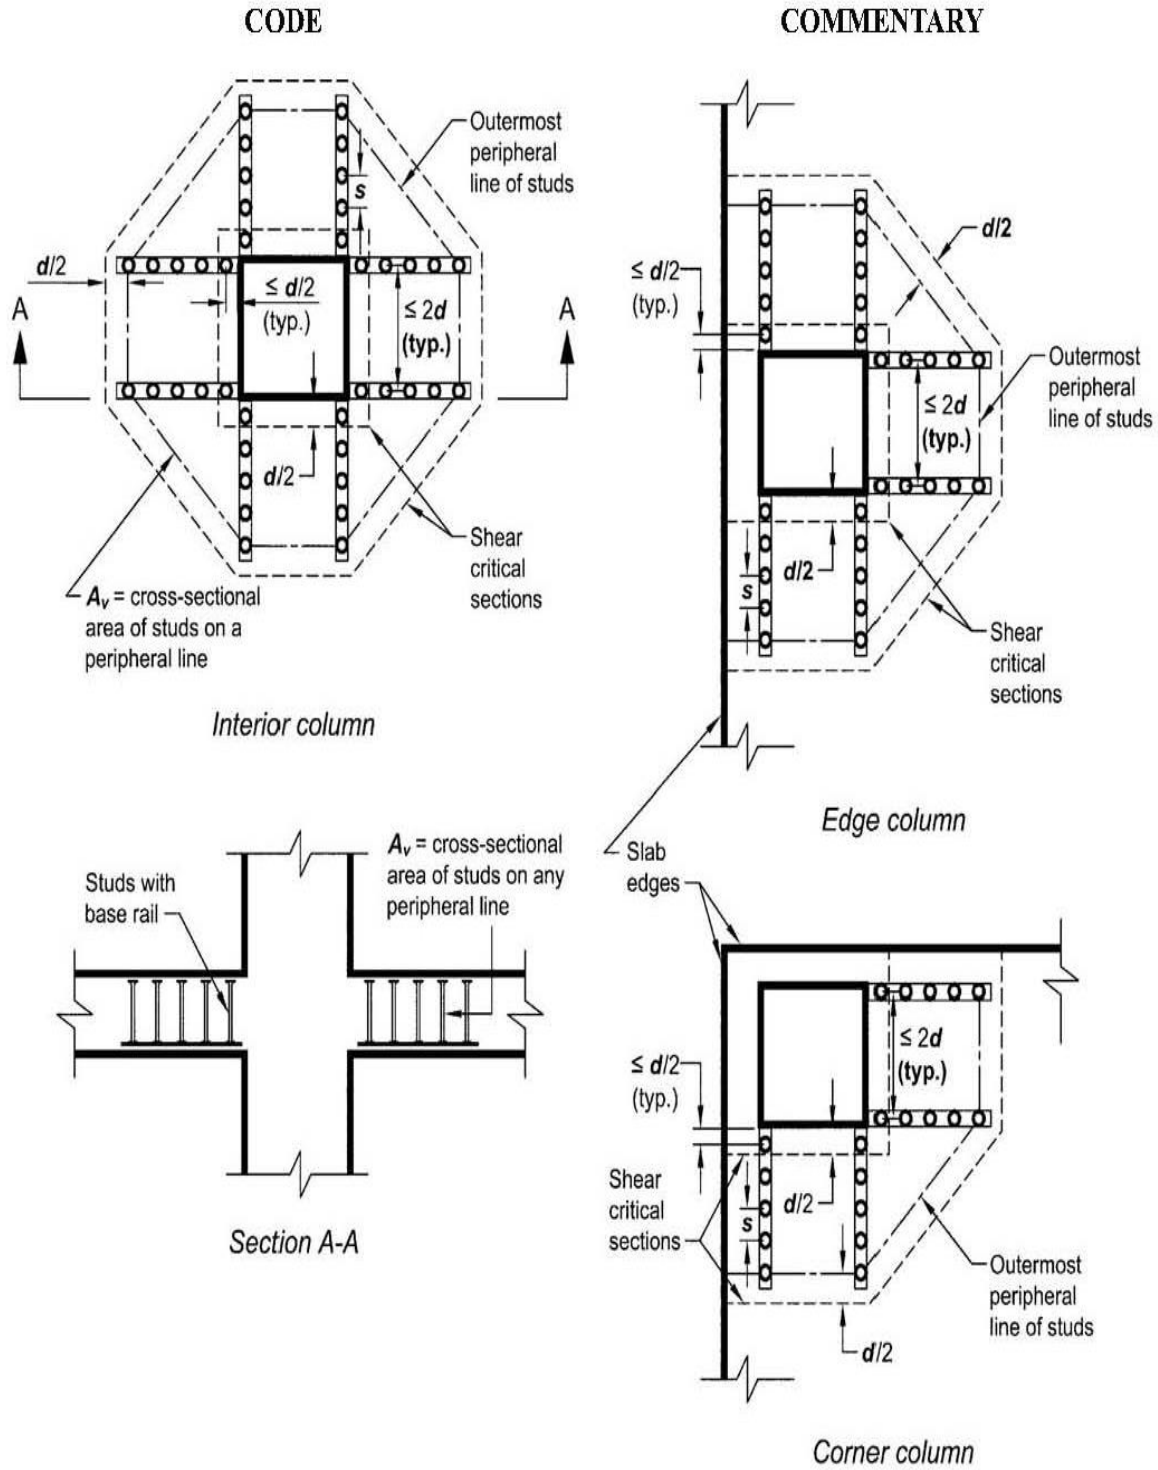 CODE
COMMENTARY
Outermost
peripheral
line of studs
s
d/2
≤ d/2
(typ.)
≤ 2d
(typ.)
A
A
d/2
Shear
critical
sections
Av = cross-sectional
area of studs on a
peripheral line
Interior column
d/2
≤ d/2
(typ.)
Outermost
peripheral
line of studs
≤ 2d
(typ.)
d/2
s
Shear
critical
sections
Edge column
Slab
edges
Av = cross-sectional
area of studs on any
peripheral line
Studs with
base rail
Section A-A
≤ 2d
(typ.)
≤ d/2
(typ.)
Shear
critical
sections
d/2
s
Outermost
peripheral
line of studs
d/2
Corner column